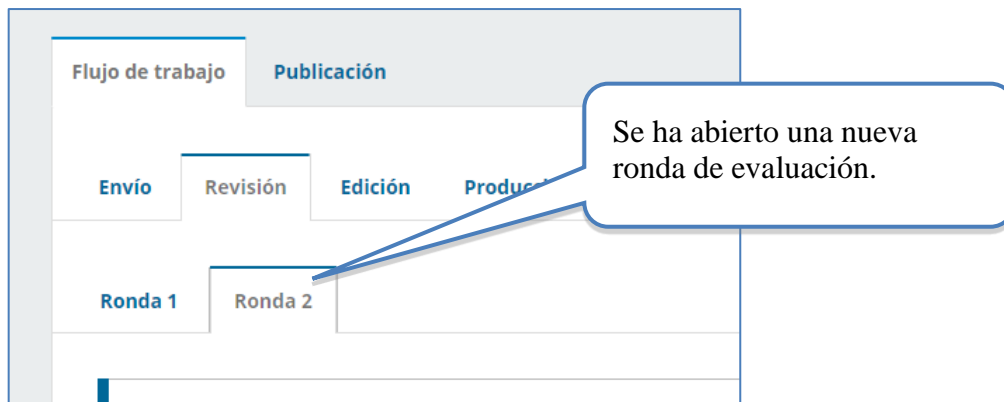 Flujo de trabajo Publicación
Se ha abierto una nueva
ronda de evaluación.
Envío Revisión Edición
Ronda 1 Ronda 2